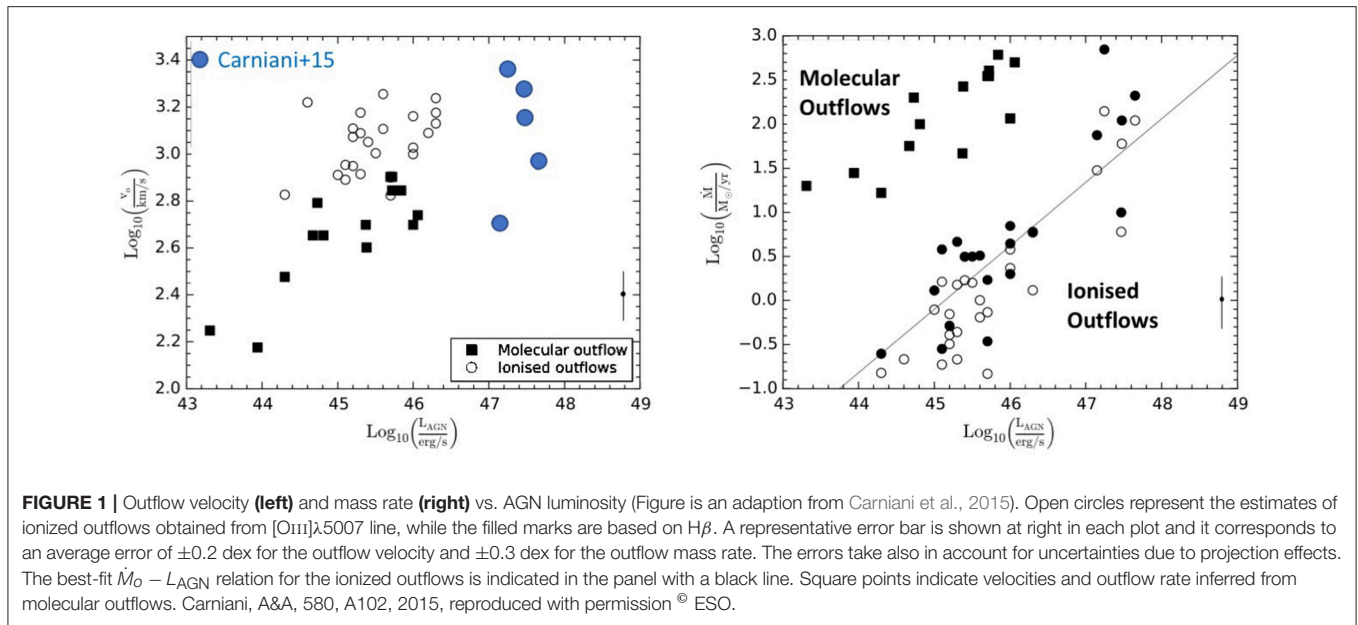 3.4
3.2
3.0
2.8
2.6
2.4
2.2
2.0
Log₁₀(v₀/km/s)
Carniani+15
Molecular outflow
Ionised outflows
43 44 45 46 47 48 49
Log₁₀(L_AGN/erg/s)
3.0
2.5
2.0
1.5
1.0
0.5
0.0
−0.5
−1.0
Log₁₀(Ṁ/M⊙/yr)
Molecular
Outflows
Ionised
Outflows
43 44 45 46 47 48 49
Log₁₀(L_AGN/erg/s)
FIGURE 1 | Outflow velocity (left) and mass rate (right) vs. AGN luminosity (Figure is an adaption from Carniani et al., 2015). Open circles represent the estimates of
ionized outflows obtained from [OIII]λ5007 line, while the filled marks are based on Hβ. A representative error bar is shown at right in each plot and it corresponds to
an average error of ±0.2 dex for the outflow velocity and ±0.3 dex for the outflow mass rate. The errors take also in account for uncertainties due to projection effects.
The best-fit Ṁ_O − L_AGN relation for the ionized outflows is indicated in the panel with a black line. Square points indicate velocities and outflow rate inferred from
molecular outflows. Carniani, A&A, 580, A102, 2015, reproduced with permission © ESO.